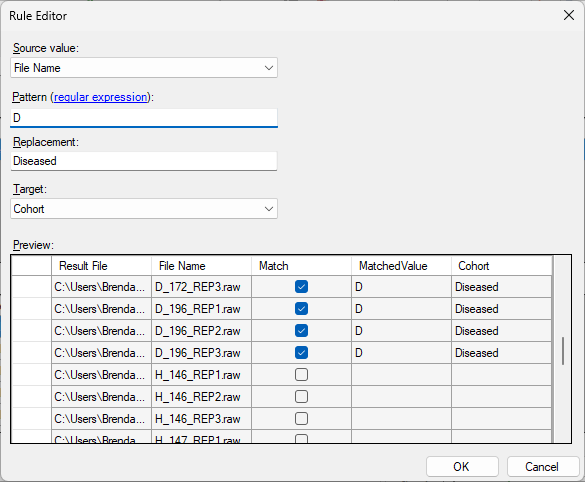 Rule Editor
Source value:
File Name
Pattern (regular expression):
D
Replacement:
Diseased
Target:
Cohort
Preview:
Result File File Name Match MatchedValue Cohort
C:\Users\Brenda... D_172_REP3.raw D Diseased
C:\Users\Brenda... D_196_REP1.raw D Diseased
C:\Users\Brenda... D_196_REP2.raw D Diseased
C:\Users\Brenda... D_196_REP3.raw D Diseased
C:\Users\Brenda... H_146_REP1.raw
C:\Users\Brenda... H_146_REP2.raw
C:\Users\Brenda... H_146_REP3.raw
C:\Users\Brenda... H_147_REP1.raw
OK Cancel